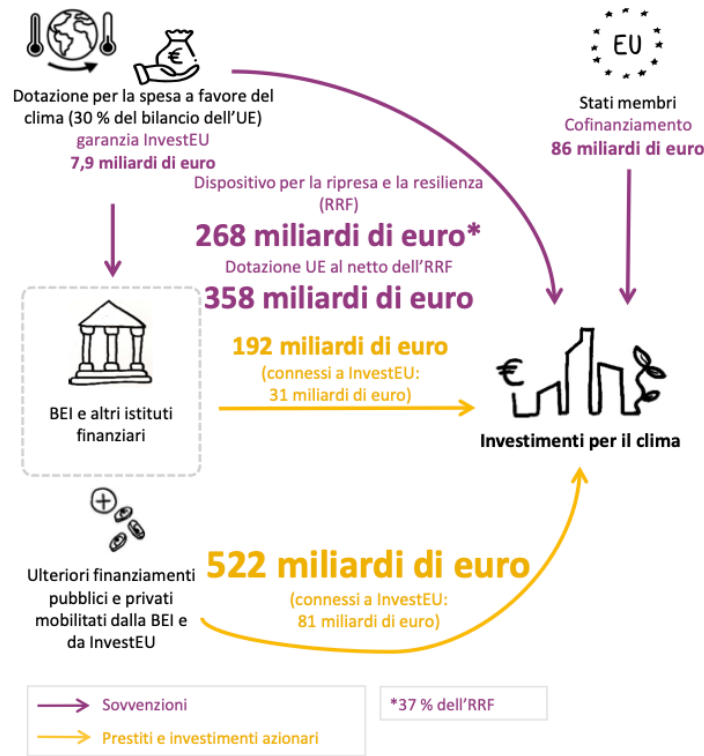 EU
Dotazione per la spesa a favore del
clima (30 % del bilancio dell'UE)
garanzia InvestEU
7,9 miliardi di euro
Stati membri
Cofinanziamento
86 miliardi di euro
Dispositivo per la ripresa e la resilienza
(RRF)
268 miliardi di euro*
Dotazione UE al netto dell'RRF
358 miliardi di euro
192 miliardi di euro
(connessi a InvestEU:
31 miliardi di euro)
BEI e altri istituti
finanziari
Investimenti per il clima
522 miliardi di euro
(connessi a InvestEU:
81 miliardi di euro)
Ulteriori finanziamenti
pubblici e privati
mobilitati dalla BEI e
da InvestEU
Sovvenzioni
Prestiti e investimenti azionari
*37 % dell'RRF